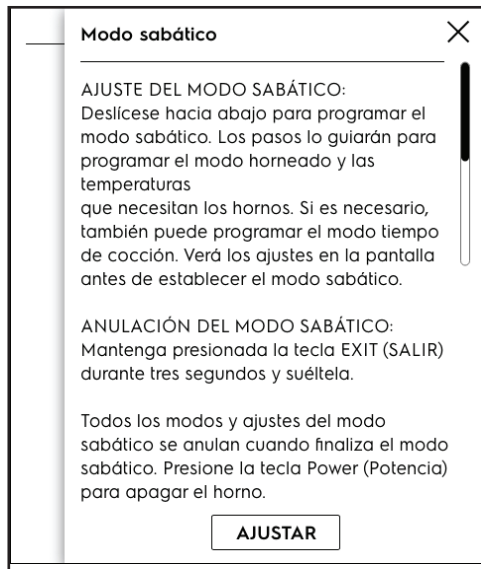 Modo sabático
AJUSTE DEL MODO SABÁTICO:
Deslícese hacia abajo para programar el
modo sabático. Los pasos lo guiarán para
programar el modo horneado y las
temperaturas
que necesitan los hornos. Si es necesario,
también puede programar el modo tiempo
de cocción. Verá los ajustes en la pantalla
antes de establecer el modo sabático.
ANULACIÓN DEL MODO SABÁTICO:
Mantenga presionada la tecla EXIT (SALIR)
durante tres segundos y suéltela.
Todos los modos y ajustes del modo
sabático se anulan cuando finaliza el modo
sabático. Presione la tecla Power (Potencia)
para apagar el horno.
AJUSTAR